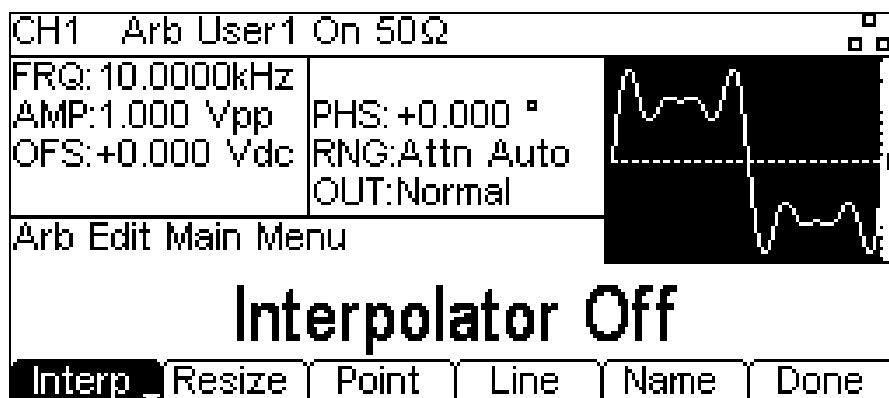 CH1 Arb User1 On 50Ω
FRQ:10.0000kHz
AMP:1.000 Vpp
OFS:+0.000 Vdc
PHS:+0.000 °
RNG:Attn Auto
OUT:Normal
Arb Edit Main Menu
Interpolator Off
Interp Resize Point Line Name Done